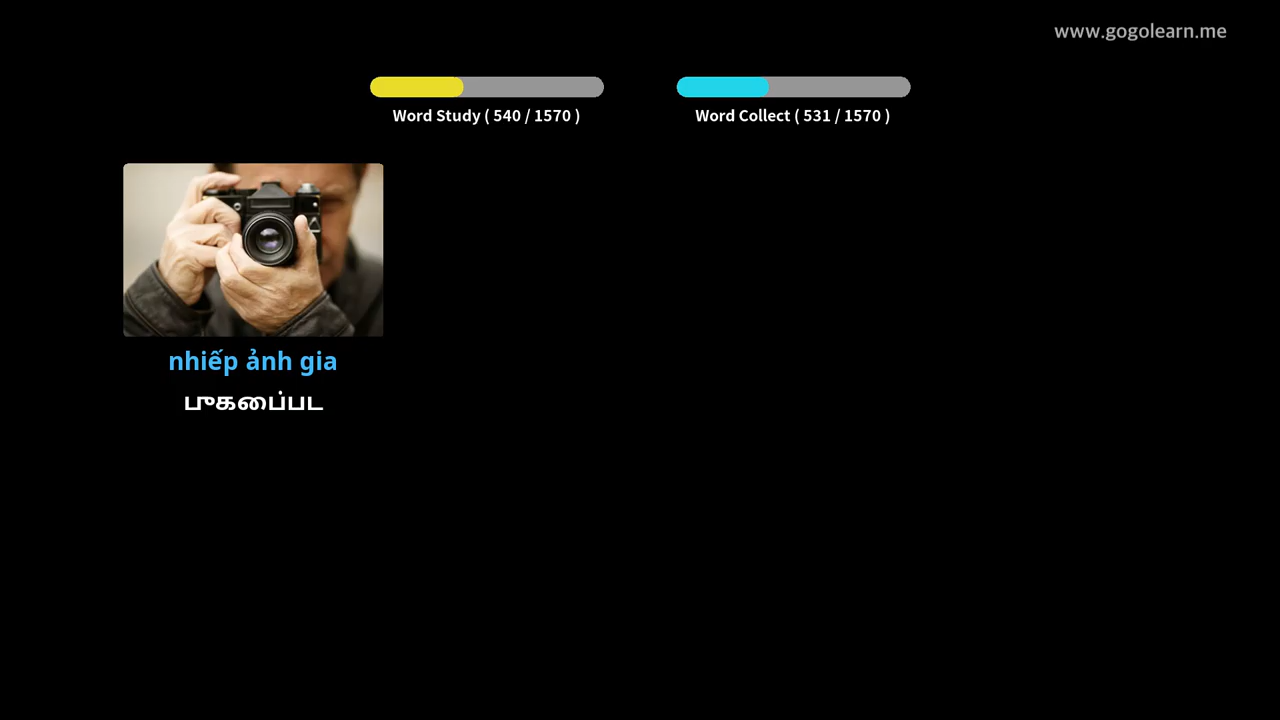 www.gogolearn.me
Word Study ( 540 / 1570 )
Word Collect ( 531 / 1570 )
nhiếp ảnh gia
புகைப்பட